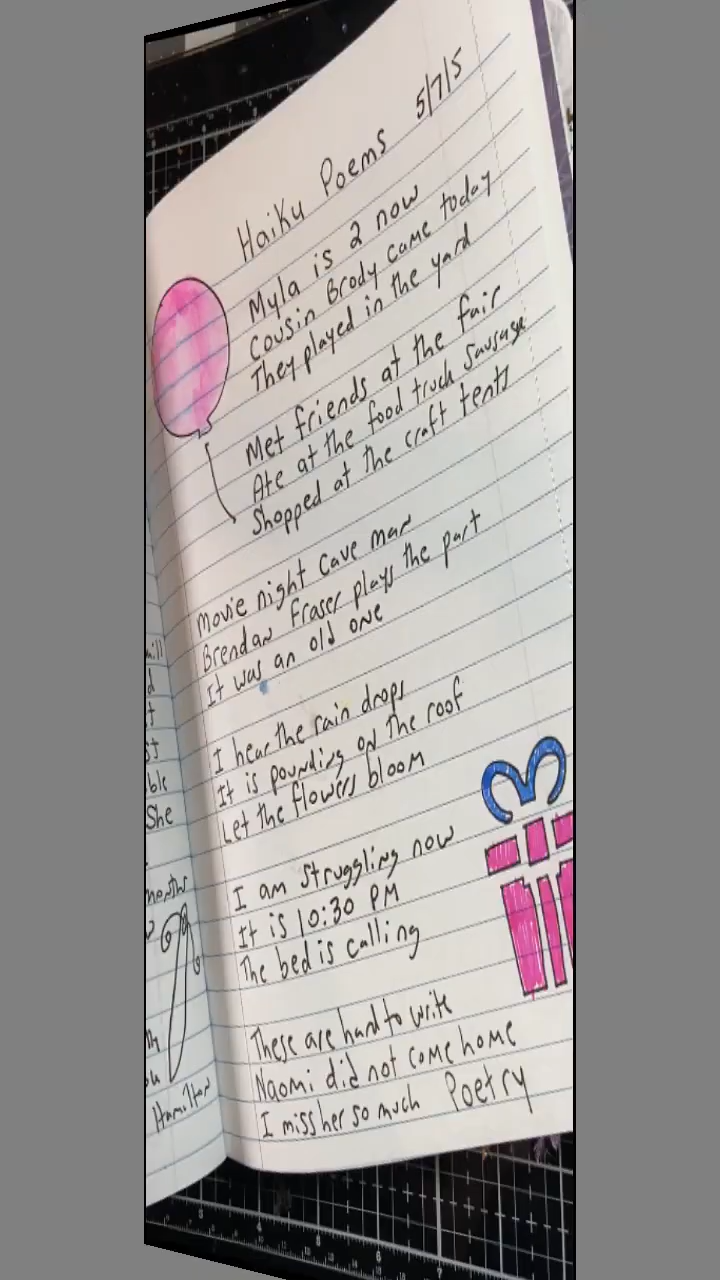 Haiku Poems 5/7/5
Myla is 2 now
Cousin Brody came today
They played in the yard
Met friends at the fair
Ate at the food truck Sausage
Shopped at the craft tents
Movie night cave man
Brendan Fraser plays the part
It was an old one
I hear the rain drops
It is pounding on the roof
Let the flowers bloom
I am struggling now
It is 10:30 PM
The bed is calling
These are hard to write
Naomi did not come home
I miss her so much Poetry
She
months
Hamilton